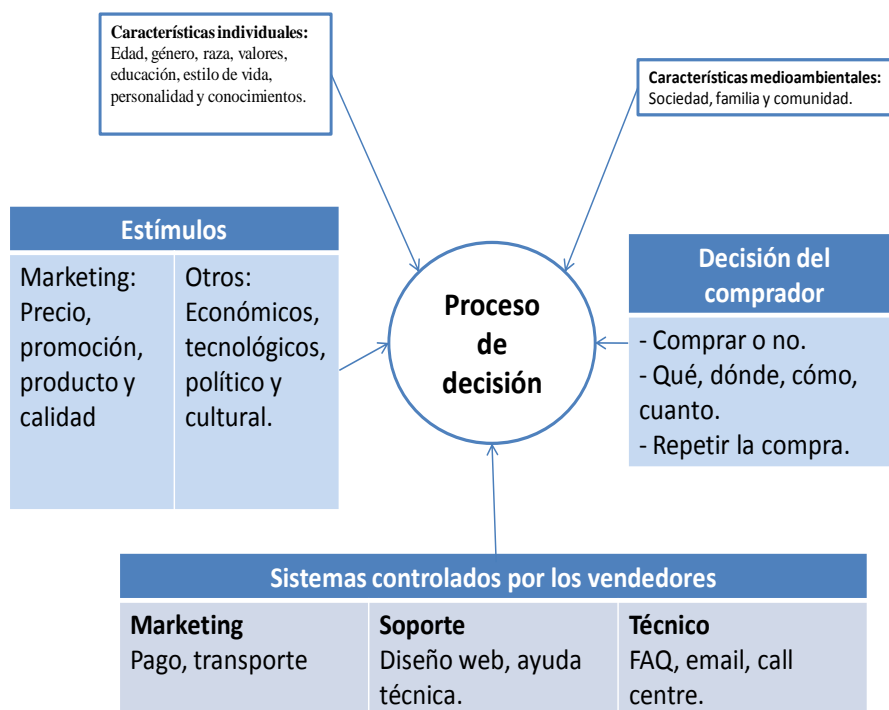 Características individuales:
Edad, género, raza, valores,
educación, estilo de vida,
personalidad y conocimientos.
Características medioambientales:
Sociedad, familia y comunidad.
Estímulos
Marketing:
Precio,
promoción,
producto y
calidad
Otros:
Económicos,
tecnológicos,
político y
cultural.
Proceso
de
decisión
Decisión del
comprador
- Comprar o no.
- Qué, dónde, cómo,
cuanto.
- Repetir la compra.
Sistemas controlados por los vendedores
Marketing
Pago, transporte
Soporte
Diseño web, ayuda
técnica.
Técnico
FAQ, email, call
centre.